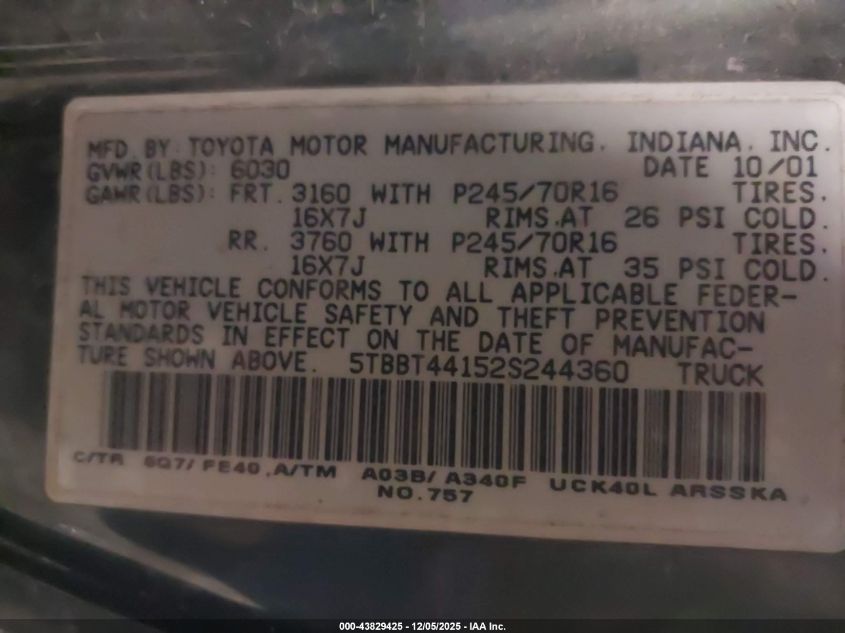 MFD. BY: TOYOTA MOTOR MANUFACTURING, INDIANA, INC.
GVWR(LBS): 6030 DATE 10/01
GAWR(LBS): FRT. 3160 WITH P245/70R16 TIRES,
16X7J RIMS,AT 26 PSI COLD.
RR. 3760 WITH P245/70R16 TIRES,
16X7J RIMS,AT 35 PSI COLD.
THIS VEHICLE CONFORMS TO ALL APPLICABLE FEDER-
AL MOTOR VEHICLE SAFETY AND THEFT PREVENTION
STANDARDS IN EFFECT ON THE DATE OF MANUFAC-
TURE SHOWN ABOVE. 5TBBT44152S244360 TRUCK
C/TR 6Q7/ FE40 ,A/TM A03B/ A340F UCK40L ARSSKA
NO.757
000-43829425 - 12/05/2025 - IAA Inc.